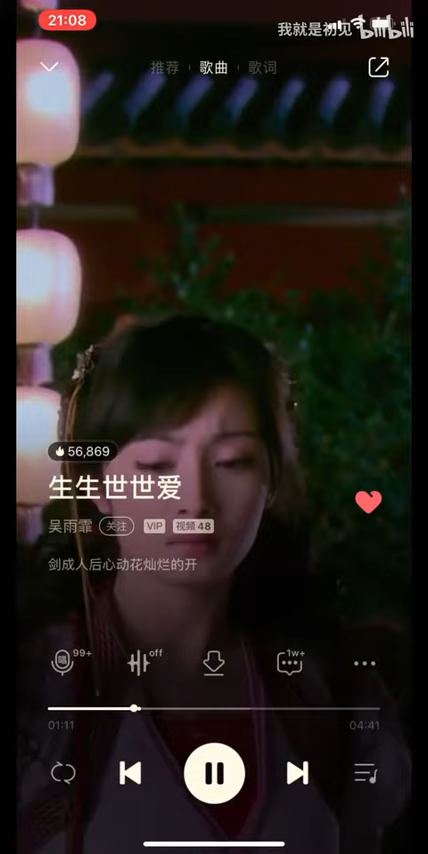 21:08
我就是初见 bilibili
推荐 歌曲 歌词
56,869
生生世世爱
吴雨霏 关注 VIP 视频 48
剑成人后心动花灿烂的开
唱 99+ off 1w+
01:11 04:41